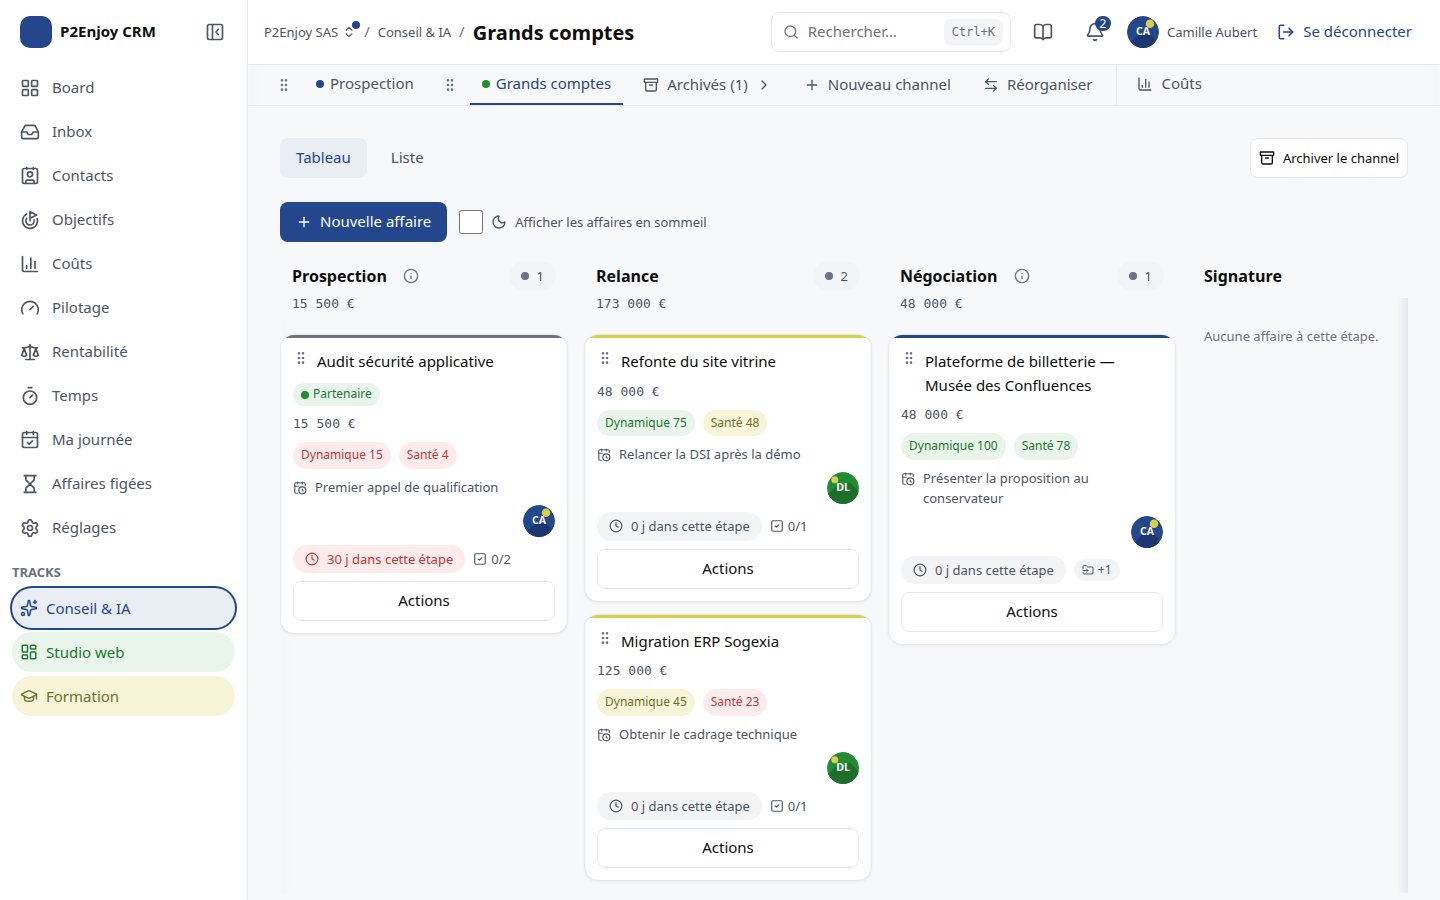 P2Enjoy CRM
Board
Inbox
Contacts
Objectifs
Coûts
Pilotage
Rentabilité
Temps
Ma journée
Affaires figées
Réglages
TRACKS
Conseil & IA
Studio web
Formation
P2Enjoy SAS / Conseil & IA / Grands comptes
Rechercher... Ctrl+K
2
CA Camille Aubert
Se déconnecter
Prospection
Grands comptes
Archivés (1)
Nouveau channel
Réorganiser
Coûts
Tableau
Liste
Archiver le channel
Nouvelle affaire
Afficher les affaires en sommeil
Prospection 1
15 500 €
Audit sécurité applicative
Partenaire
15 500 €
Dynamique 15 Santé 4
Premier appel de qualification
CA
30 j dans cette étape 0/2
Actions
Relance 2
173 000 €
Refonte du site vitrine
48 000 €
Dynamique 75 Santé 48
Relancer la DSI après la démo
DL
0 j dans cette étape 0/1
Actions
Migration ERP Sogexia
125 000 €
Dynamique 45 Santé 23
Obtenir le cadrage technique
DL
0 j dans cette étape 0/1
Actions
Négociation 1
48 000 €
Plateforme de billetterie —
Musée des Confluences
48 000 €
Dynamique 100 Santé 78
Présenter la proposition au
conservateur
CA
0 j dans cette étape +1
Actions
Signature
Aucune affaire à cette étape.